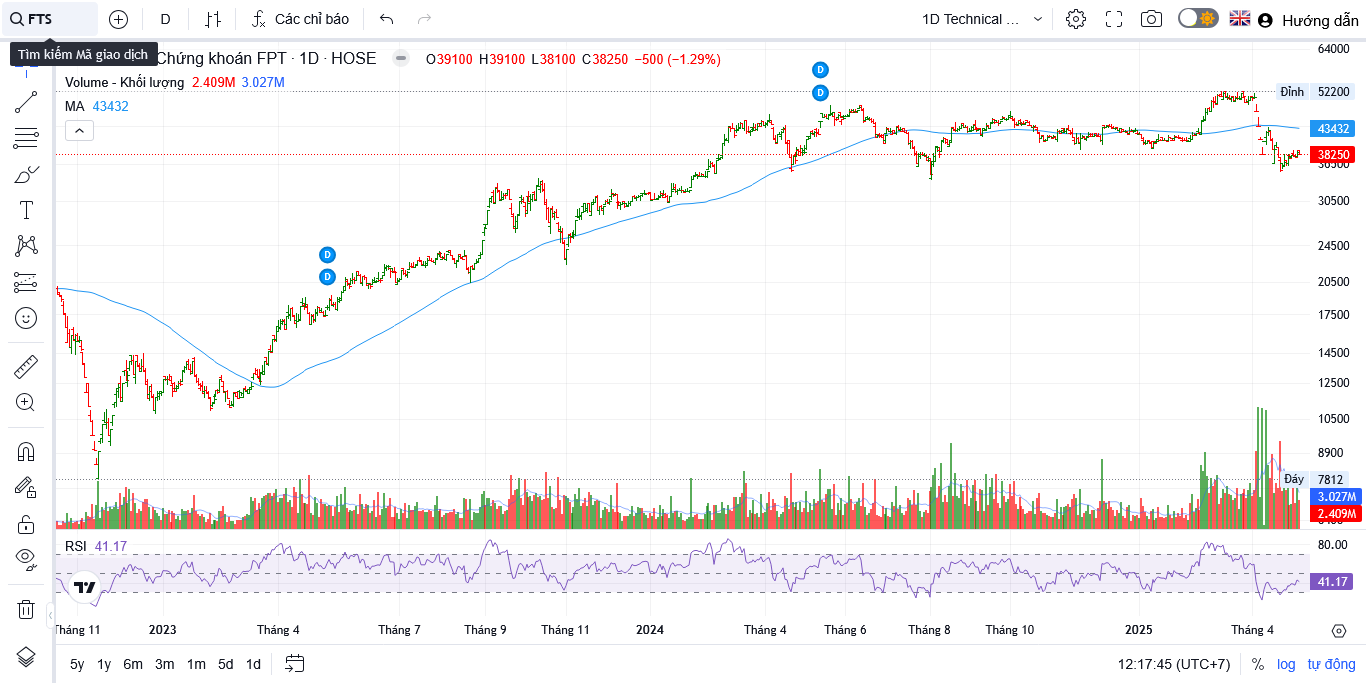 FTS
D
Các chỉ báo
1D Technical ...
Hướng dẫn
Tìm kiếm Mã giao dịch
Chứng khoán FPT · 1D · HOSE
O39100 H39100 L38100 C38250 −500 (−1.29%)
Volume - Khối lượng 2.409M 3.027M
MA 43432
D
D
D
D
64000
Đỉnh 52200
43432
38250
30500
24500
20500
17500
14500
12500
10500
8900
Đáy 7812
3.027M
2.409M
RSI 41.17
80.00
41.17
Tháng 11 2023 Tháng 4 Tháng 7 Tháng 9 Tháng 11 2024 Tháng 4 Tháng 6 Tháng 8 Tháng 10 2025 Tháng 4
5y 1y 6m 3m 1m 5d 1d
12:17:45 (UTC+7) % log tự động